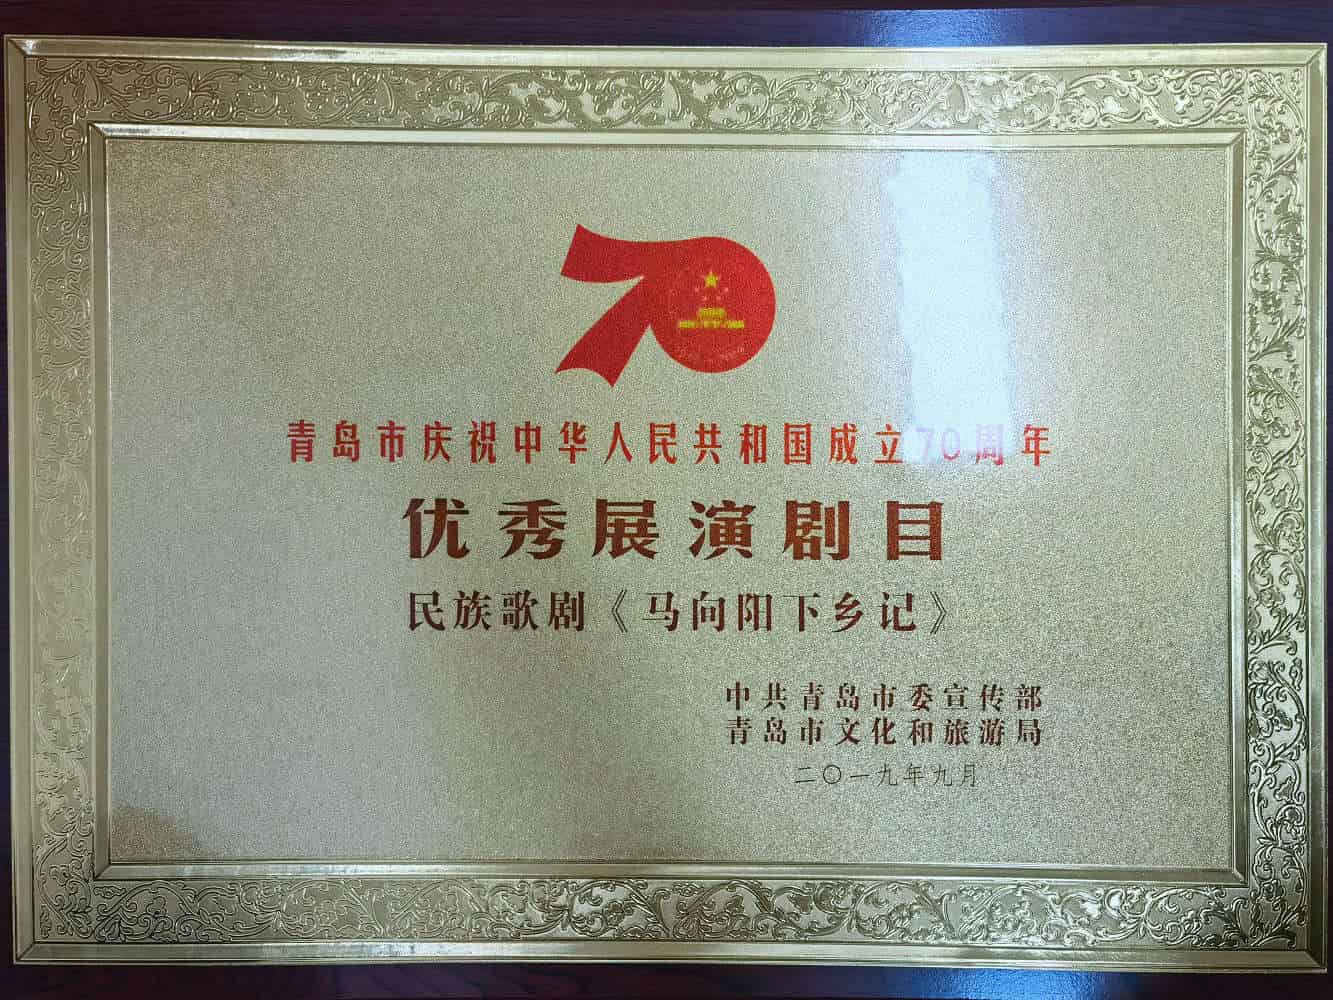 70
青岛市庆祝中华人民共和国成立70周年
优秀展演剧目
民族歌剧《马向阳下乡记》
中共青岛市委宣传部
青岛市文化和旅游局
二〇一九年九月